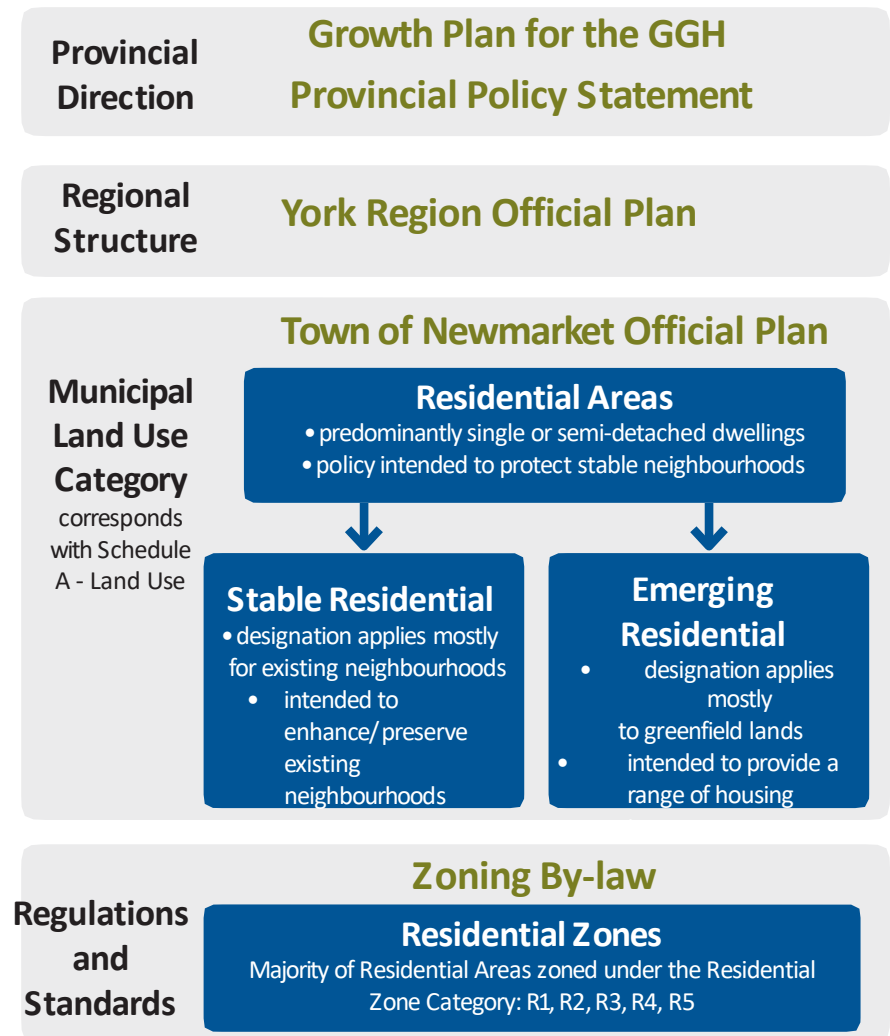 Provincial
Direction
Growth Plan for the GGH
Provincial Policy Statement
Regional
Structure
York Region Official Plan
Town of Newmarket Official Plan
Municipal
Land Use
Category
corresponds
with Schedule
A - Land Use
Residential Areas
• predominantly single or semi-detached dwellings
• policy intended to protect stable neighbourhoods
Stable Residential
• designation applies mostly
for existing neighbourhoods
• intended to
enhance/ preserve
existing
neighbourhoods
Emerging
Residential
• designation applies
mostly
to greenfield lands
• intended to provide a
range of housing
Zoning By-law
Regulations
and
Standards
Residential Zones
Majority of Residential Areas zoned under the Residential
Zone Category: R1, R2, R3, R4, R5